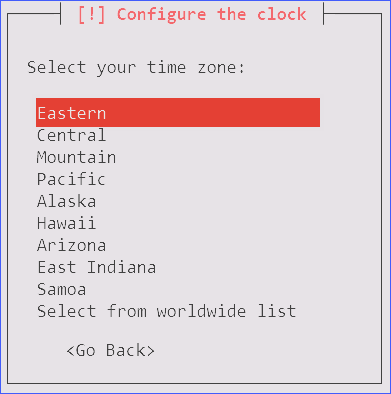 [!] Configure the clock
Select your time zone:
Eastern
Central
Mountain
Pacific
Alaska
Hawaii
Arizona
East Indiana
Samoa
Select from worldwide list
<Go Back>